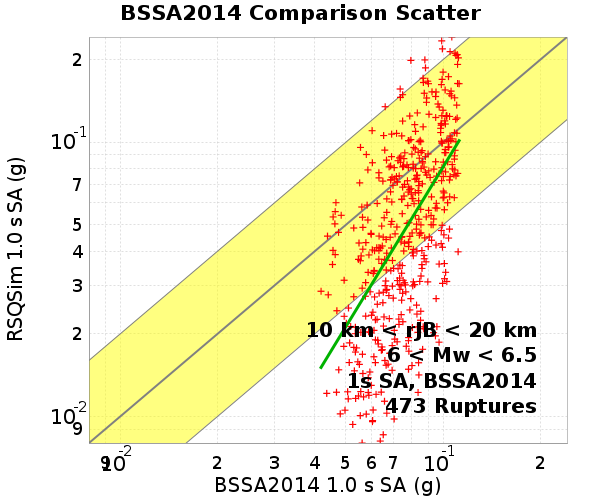 BSSA2014 Comparison Scatter
RSQSim 1.0 s SA (g)
2
10^-1
7
5
4
3
2
10^-2
9
10 km < rJB < 20 km
6 < Mw < 6.5
1s SA, BSSA2014
473 Ruptures
9 10^-2 2 3 4 5 6 7 10^-1 2
BSSA2014 1.0 s SA (g)